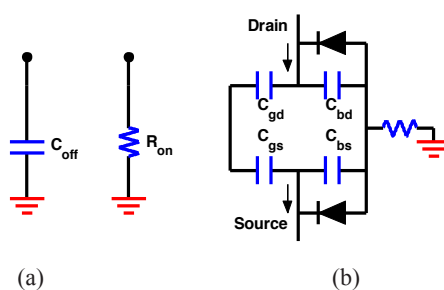 Drain
C_gd
C_bd
C_off
R_on
C_gs
C_bs
Source
(a)
(b)